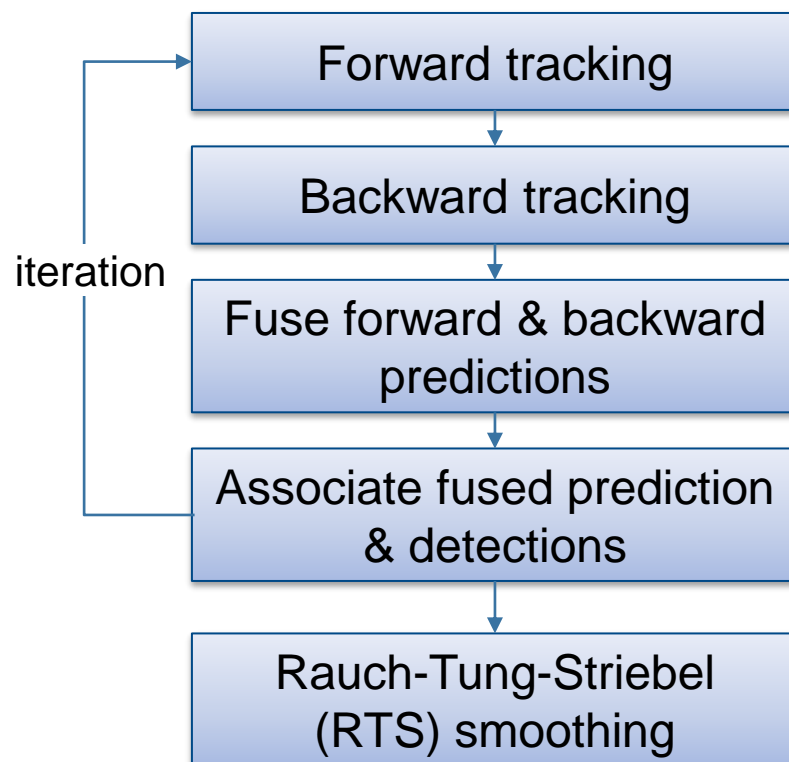 Forward tracking
Backward tracking
iteration
Fuse forward & backward
predictions
Associate fused prediction
& detections
Rauch-Tung-Striebel
(RTS) smoothing